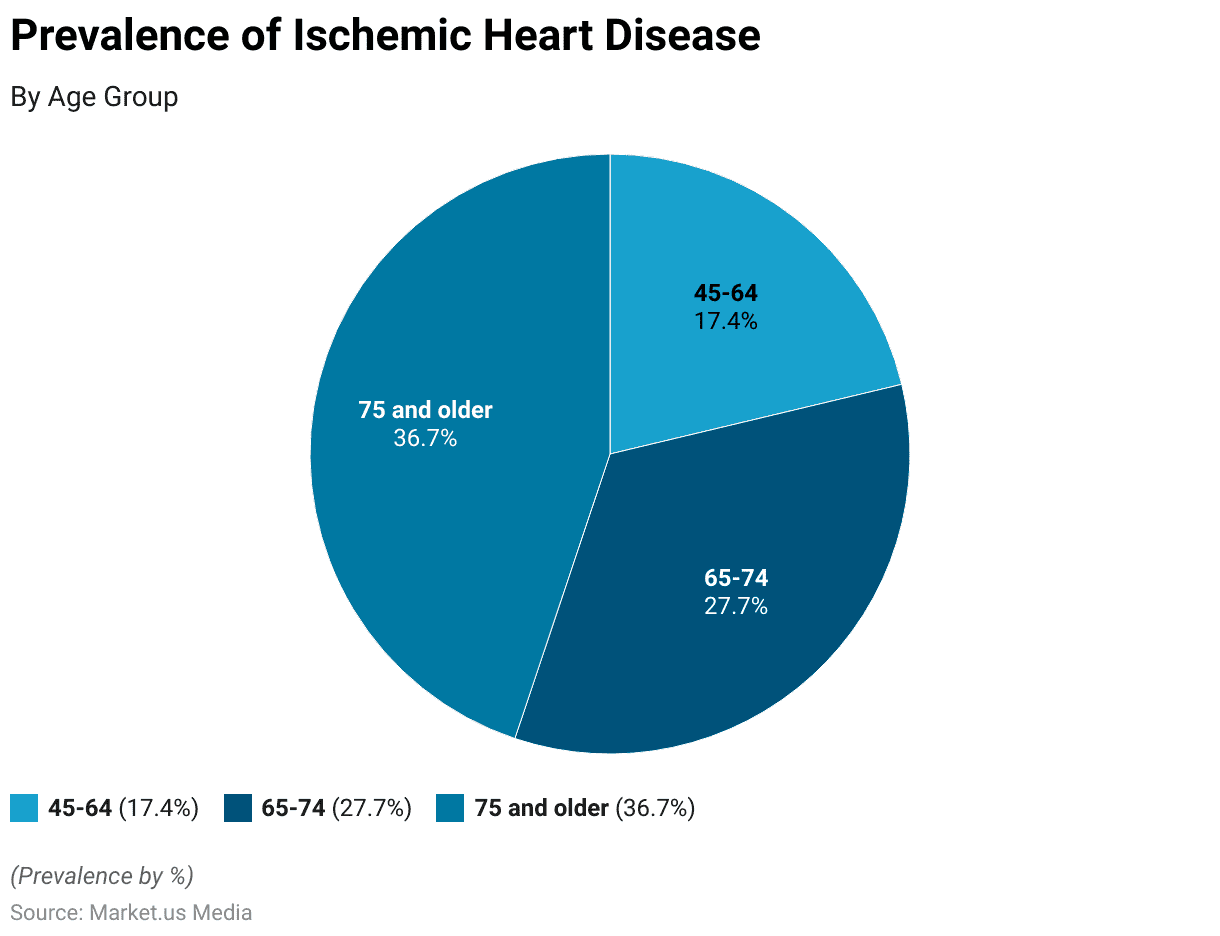 Prevalence of Ischemic Heart Disease
By Age Group
45-64
17.4%
75 and older
36.7%
65-74
27.7%
45-64 (17.4%) 65-74 (27.7%) 75 and older (36.7%)
(Prevalence by %)
Source: Market.us Media